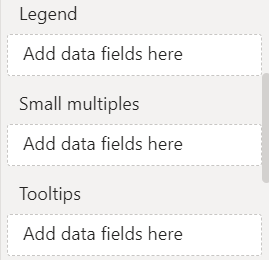 Legend
Add data fields here
Small multiples
Add data fields here
Tooltips
Add data fields here